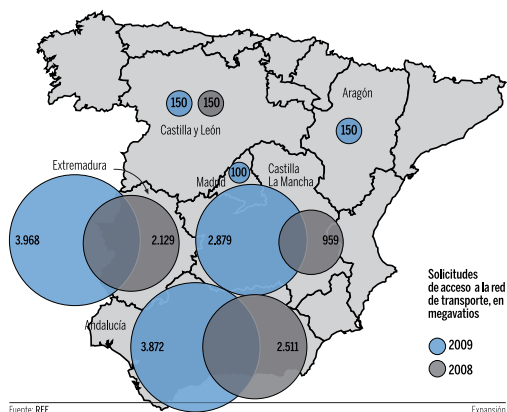 150
150
Castilla y León
Aragón
150
Extremadura
Madrid
100
Castilla
La Mancha
3.968
2.129
2.879
959
Andalucía
3.872
2.511
Solicitudes
de acceso a la red
de transporte, en
megavatios
2009
2008
Fuente: REE
Expansión